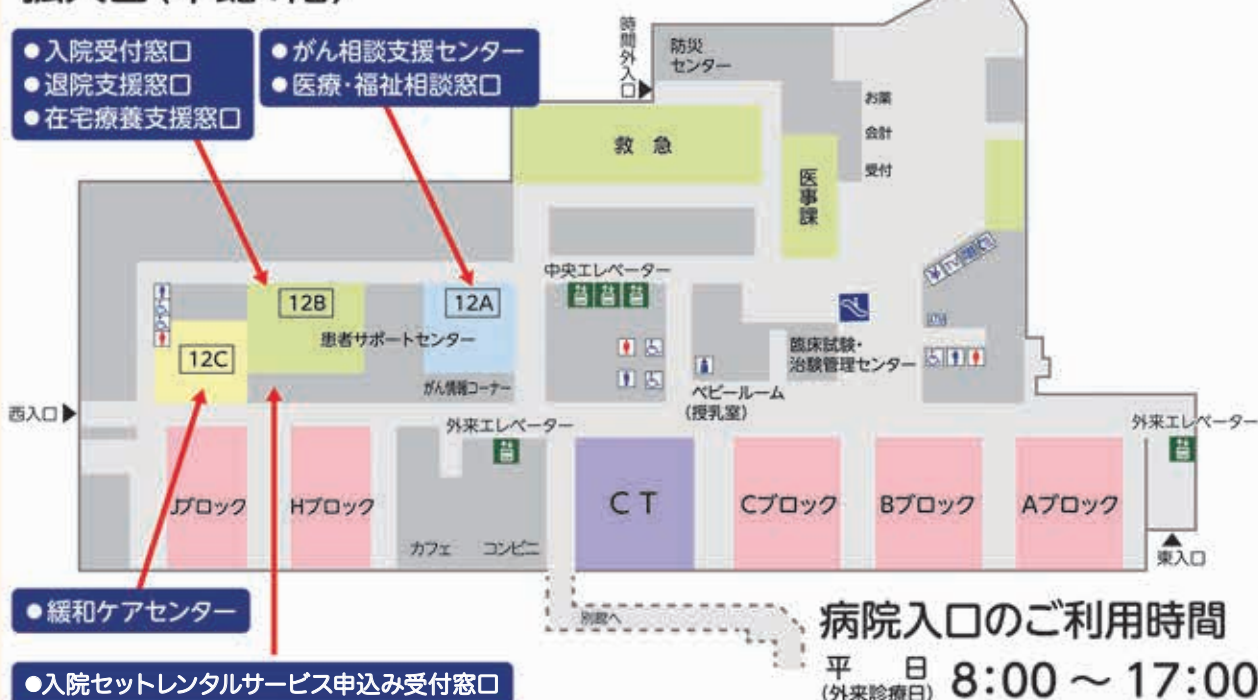 ●入院受付窓口
●退院支援窓口
●在宅療養支援窓口
●がん相談支援センター
●医療・福祉相談窓口
時間外入口▶
防災
センター
お薬
会計
受付
救 急
医事課
中央エレベーター
12B
12A
患者サポートセンター
12C
がん情報コーナー
臨床試験・
治験管理センター
ベビールーム
(授乳室)
西入口▶
外来エレベーター
外来エレベーター
Jブロック
Hブロック
カフェ
コンビニ
CT
Cブロック
Bブロック
Aブロック
▲
東入口
別館へ
●緩和ケアセンター
●入院セットレンタルサービス申込み受付窓口
病院入口のご利用時間
平 日
(外来診療日)
8:00 ～ 17:00